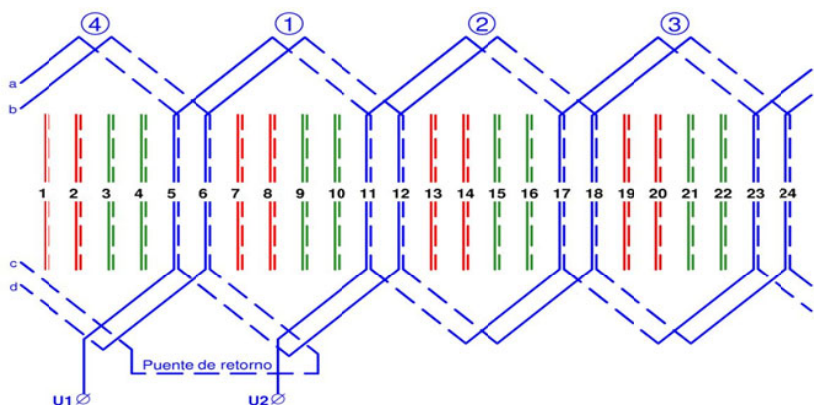 ④ ① ② ③
a
b
1 2 3 4 5 6 7 8 9 10 11 12 13 14 15 16 17 18 19 20 21 22 23 24
c
d
Puente de retorno
U1 U2